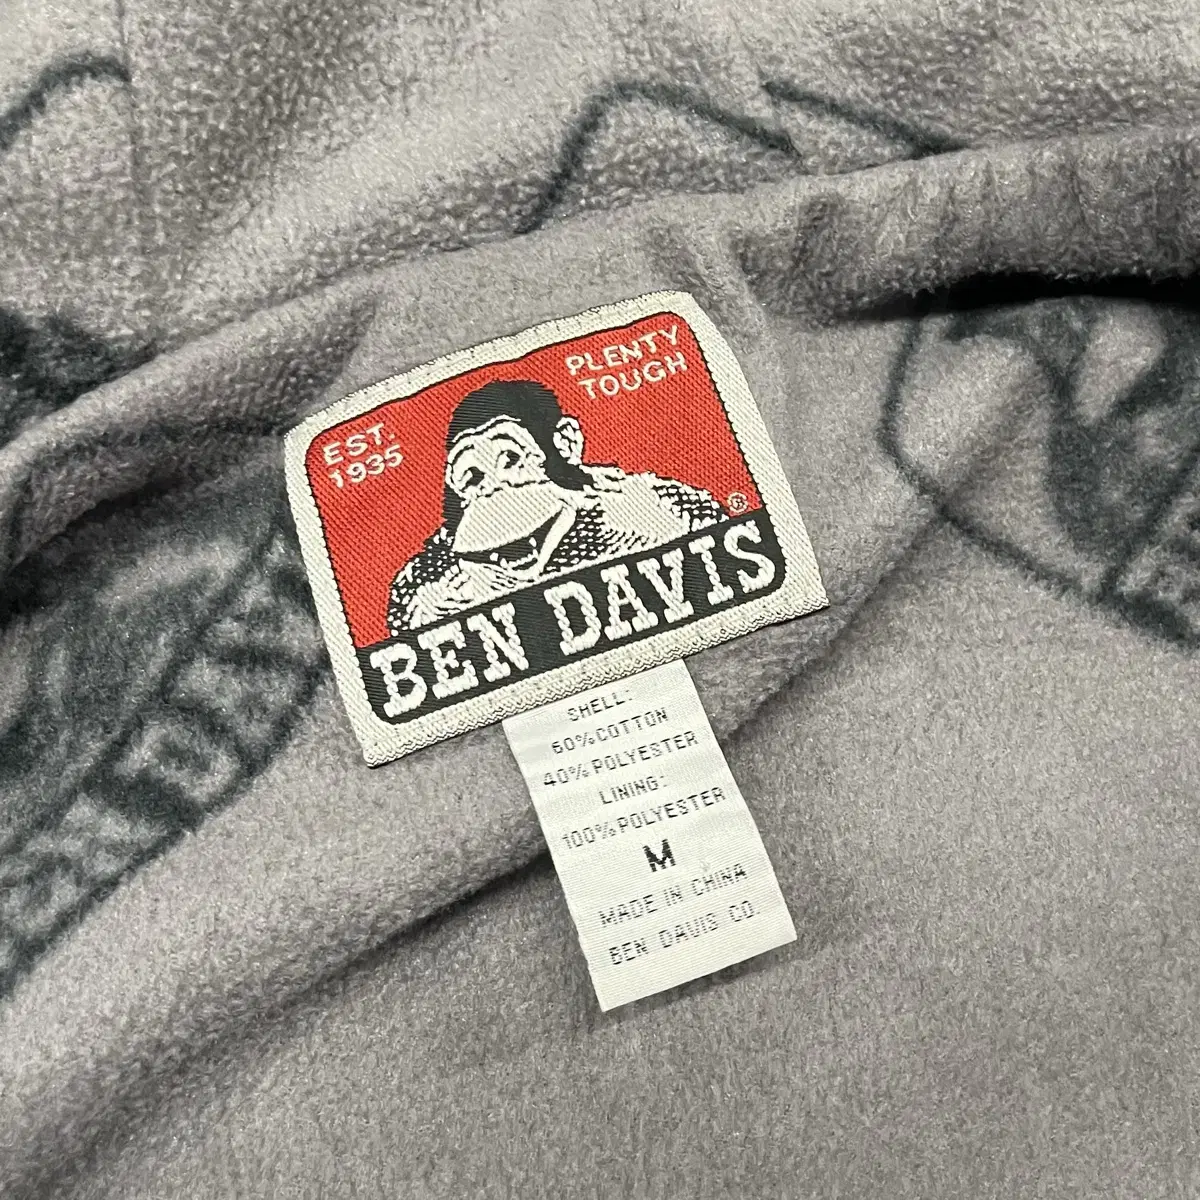 EST.
1935
PLENTY
TOUGH
®
BEN DAVIS
SHELL:
60%COTTON
40%POLYESTER
LINING:
100%POLYESTER
M
MADE IN CHINA
BEN DAVIS CO.